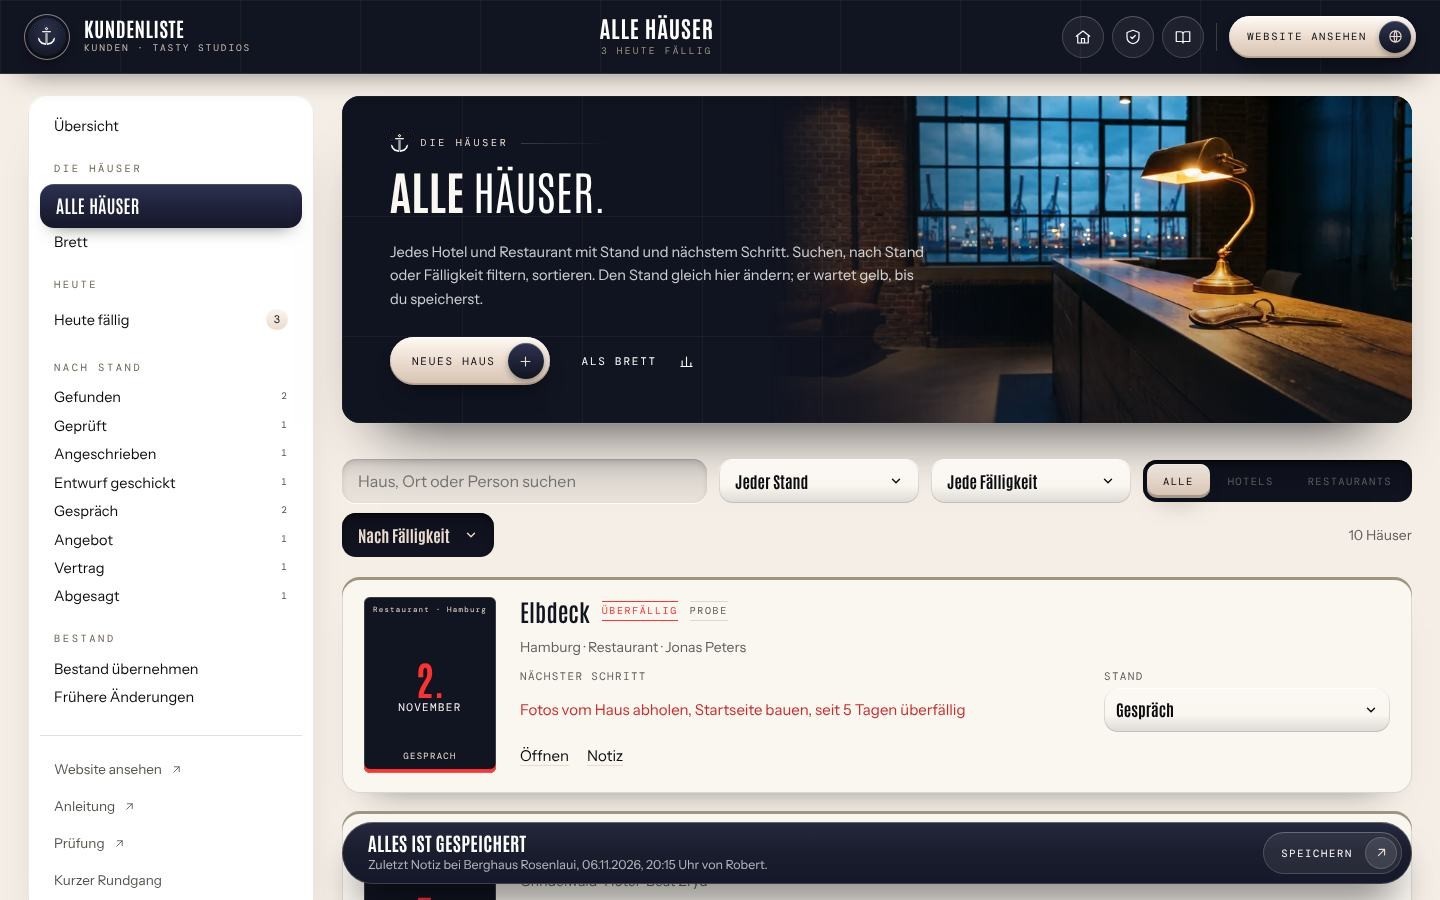 KUNDENLISTE
KUNDEN · TASTY STUDIOS
ALLE HÄUSER
3 HEUTE FÄLLIG
WEBSITE ANSEHEN
Übersicht
DIE HÄUSER
ALLE HÄUSER
Brett
HEUTE
Heute fällig 3
NACH STAND
Gefunden 2
Geprüft 1
Angeschrieben 1
Entwurf geschickt 1
Gespräch 2
Angebot 1
Vertrag 1
Abgesagt 1
BESTAND
Bestand übernehmen
Frühere Änderungen
Website ansehen
Anleitung
Prüfung
Kurzer Rundgang
DIE HÄUSER
ALLE HÄUSER.
Jedes Hotel und Restaurant mit Stand und nächstem Schritt. Suchen, nach Stand
oder Fälligkeit filtern, sortieren. Den Stand gleich hier ändern; er wartet gelb, bis
du speicherst.
NEUES HAUS
ALS BRETT
Haus, Ort oder Person suchen
Jeder Stand
Jede Fälligkeit
ALLE HOTELS RESTAURANTS
Nach Fälligkeit
10 Häuser
Restaurant · Hamburg
2.
NOVEMBER
GESPRÄCH
Elbdeck ÜBERFÄLLIG PROBE
Hamburg · Restaurant · Jonas Peters
NÄCHSTER SCHRITT
Fotos vom Haus abholen, Startseite bauen, seit 5 Tagen überfällig
STAND
Gespräch
Öffnen Notiz
ALLES IST GESPEICHERT
Zuletzt Notiz bei Berghaus Rosenlaui, 06.11.2026, 20:15 Uhr von Robert.
SPEICHERN